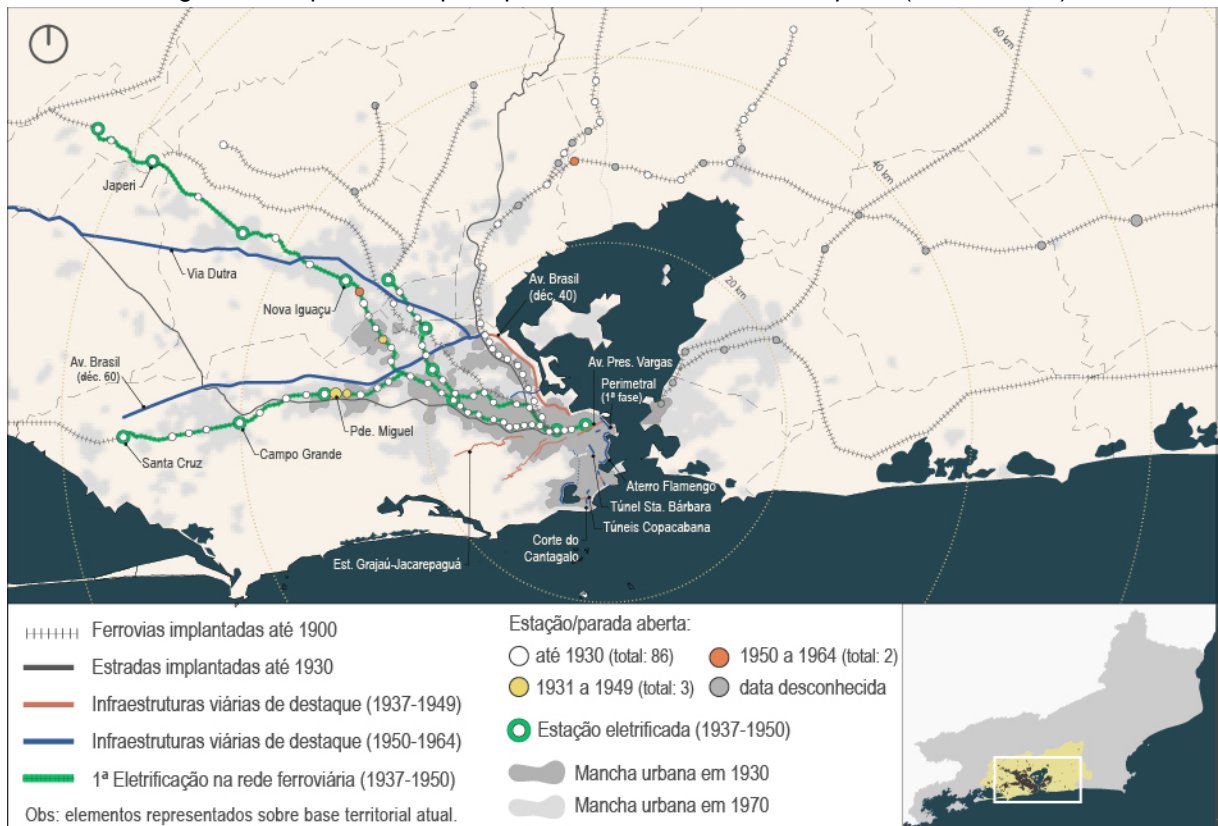 60 km
40 km
20 km
Japeri
Via Dutra
Nova Iguaçu
Av. Brasil
(déc. 40)
Av. Pres. Vargas
Perimetral
(1ª fase)
Av. Brasil
(déc. 60)
Pde. Miguel
Santa Cruz
Campo Grande
Aterro Flamengo
Túnel Sta. Bárbara
Túneis Copacabana
Corte do
Cantagalo
Est. Grajaú-Jacarepaguá
Ferrovias implantadas até 1900
Estradas implantadas até 1930
Infraestruturas viárias de destaque (1937-1949)
Infraestruturas viárias de destaque (1950-1964)
1ª Eletrificação na rede ferroviária (1937-1950)
Obs: elementos representados sobre base territorial atual.
Estação/parada aberta:
até 1930 (total: 86)
1950 a 1964 (total: 2)
1931 a 1949 (total: 3)
data desconhecida
Estação eletrificada (1937-1950)
Mancha urbana em 1930
Mancha urbana em 1970